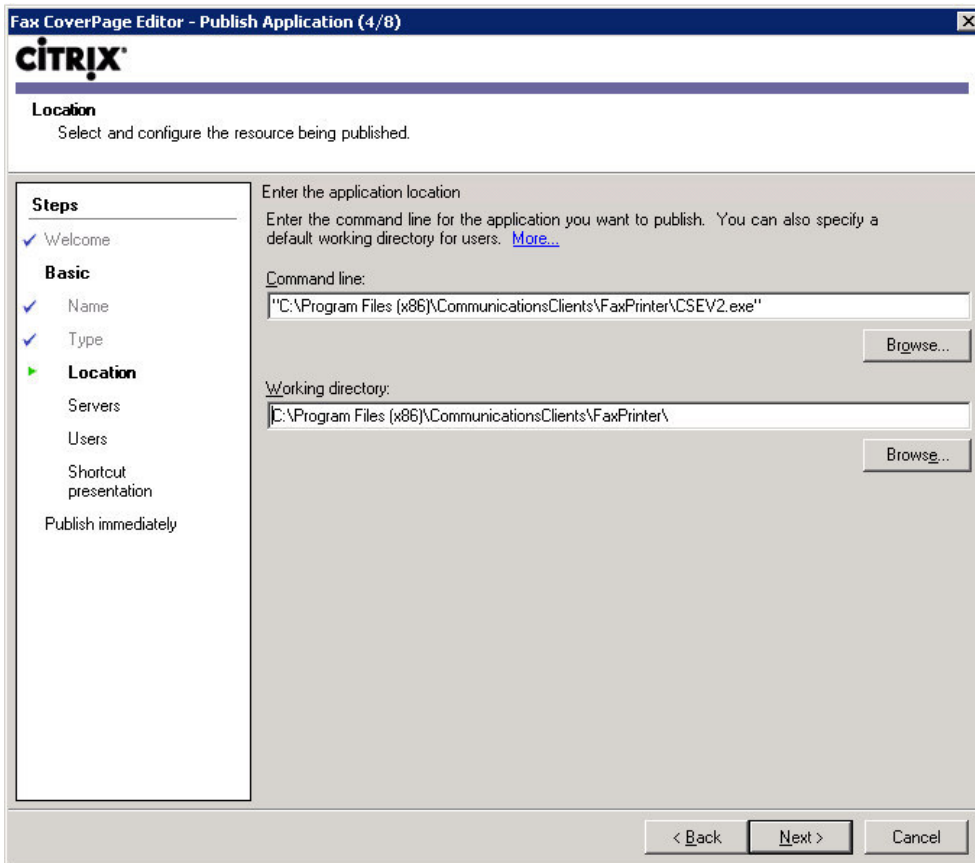 Fax CoverPage Editor - Publish Application (4/8)
CİTRIX
Location
Select and configure the resource being published.
Steps
Welcome
Basic
Name
Type
Location
Servers
Users
Shortcut
presentation
Publish immediately
Enter the application location
Enter the command line for the application you want to publish. You can also specify a
default working directory for users. More...
Command line:
"C:\Program Files (x86)\CommunicationsClients\FaxPrinter\CSEV2.exe"
Browse...
Working directory:
C:\Program Files (x86)\CommunicationsClients\FaxPrinter\
Browse...
< Back
Next >
Cancel